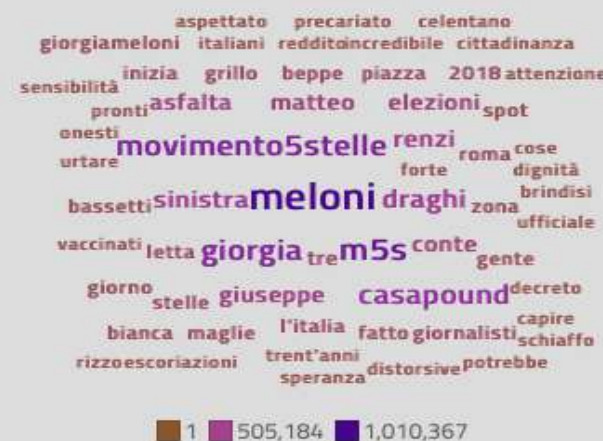 aspettato precariato celentano
giorgiameloni italiani redditoincredibile cittadinanza
inizia grillo beppe piazza 2018 attenzione
sensibilità
pronti asfalta matteo elezioni spot
onesti movimento5stelle renzi roma cose
urtare forte dignità
bassetti sinistra meloni draghi zona brindisi
ufficiale
vaccinati letta giorgia tre m5s conte gente
giorno stelle giuseppe casapound decreto
bianca maglie l'italia fatto giornalisti capire
schiaffo
rizzo escoriazioni trent'anni distorsive potrebbe
speranza
1 505,184 1,010,367